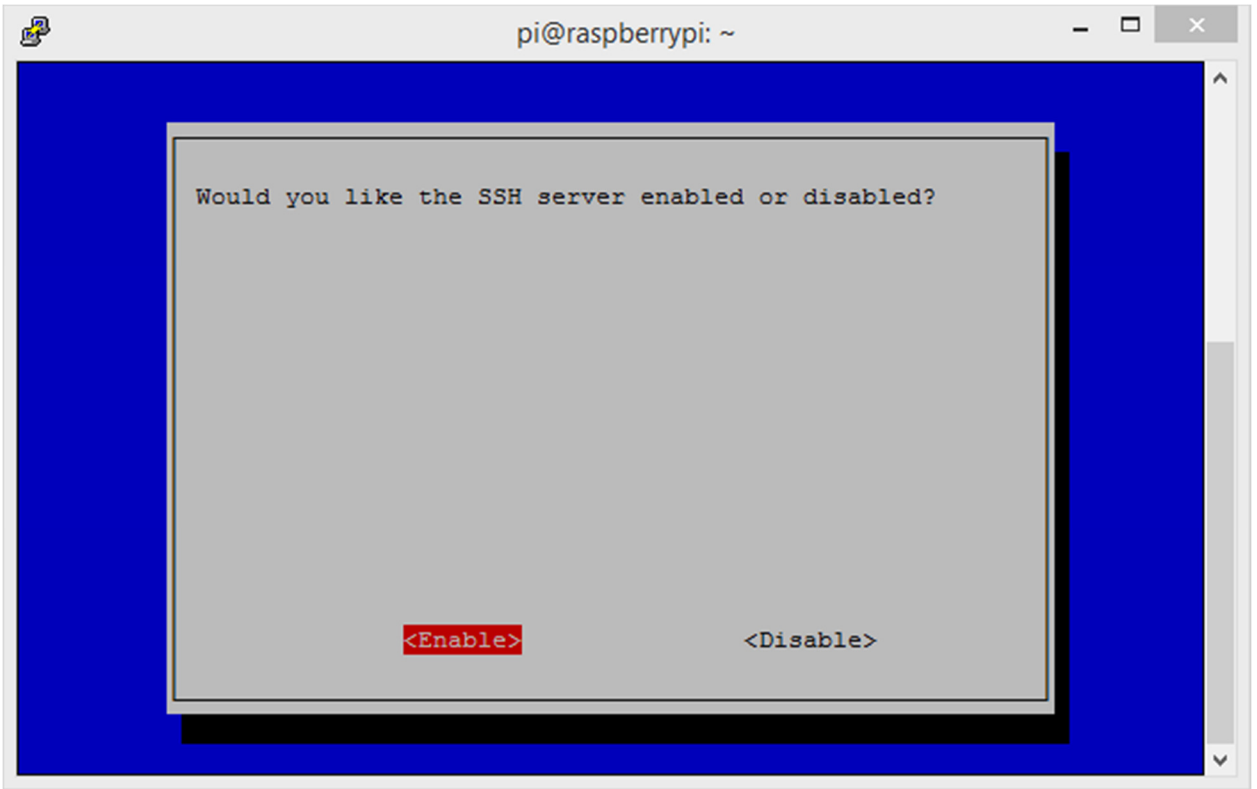 pi@raspberrypi: ~
Would you like the SSH server enabled or disabled?
<Enable> <Disable>